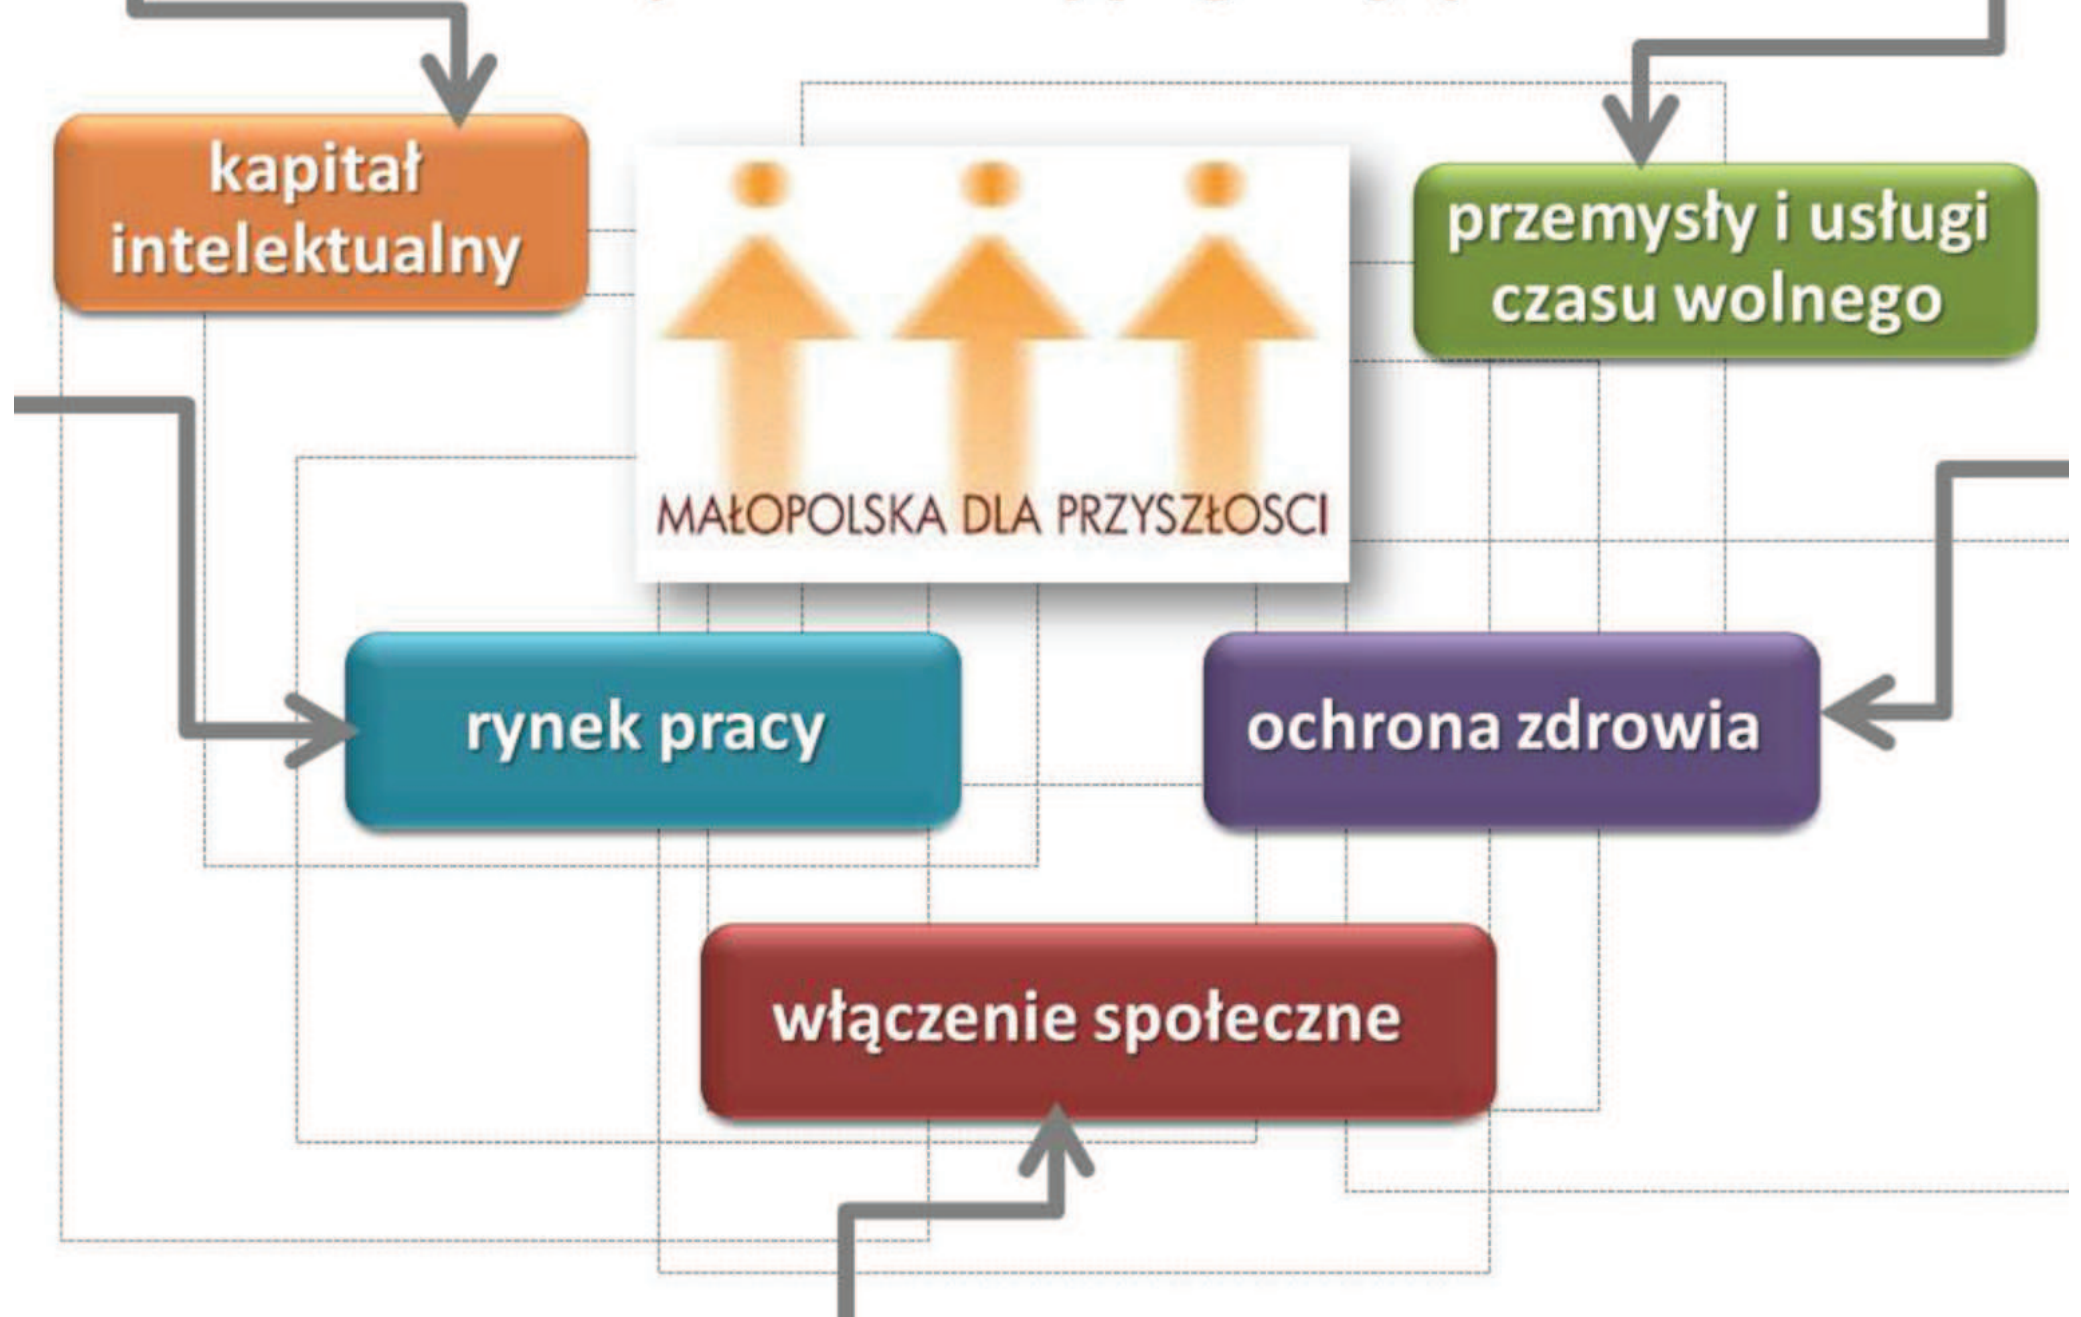 kapitał
intelektualny
przemysły i usługi
czasu wolnego
MAŁOPOLSKA DLA PRZYSZŁOSCI
rynek pracy
ochrona zdrowia
włączenie społeczne